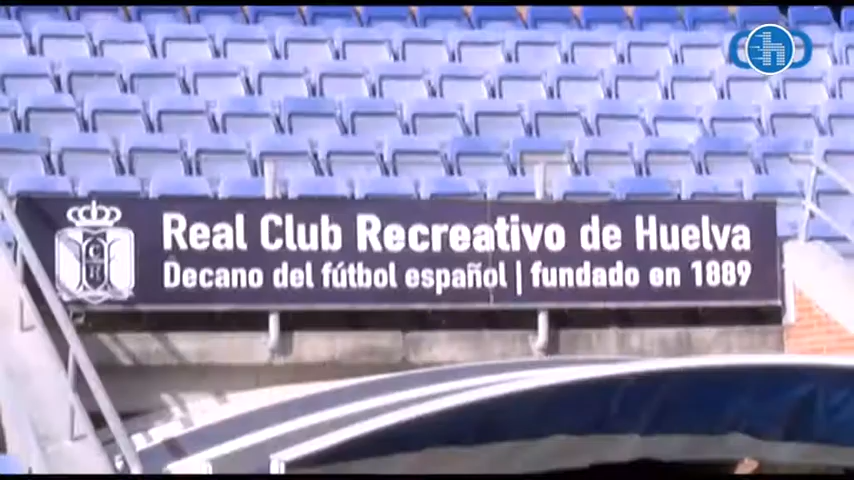 Real Club Recreativo de Huelva
Decano del fútbol español | fundado en 1889